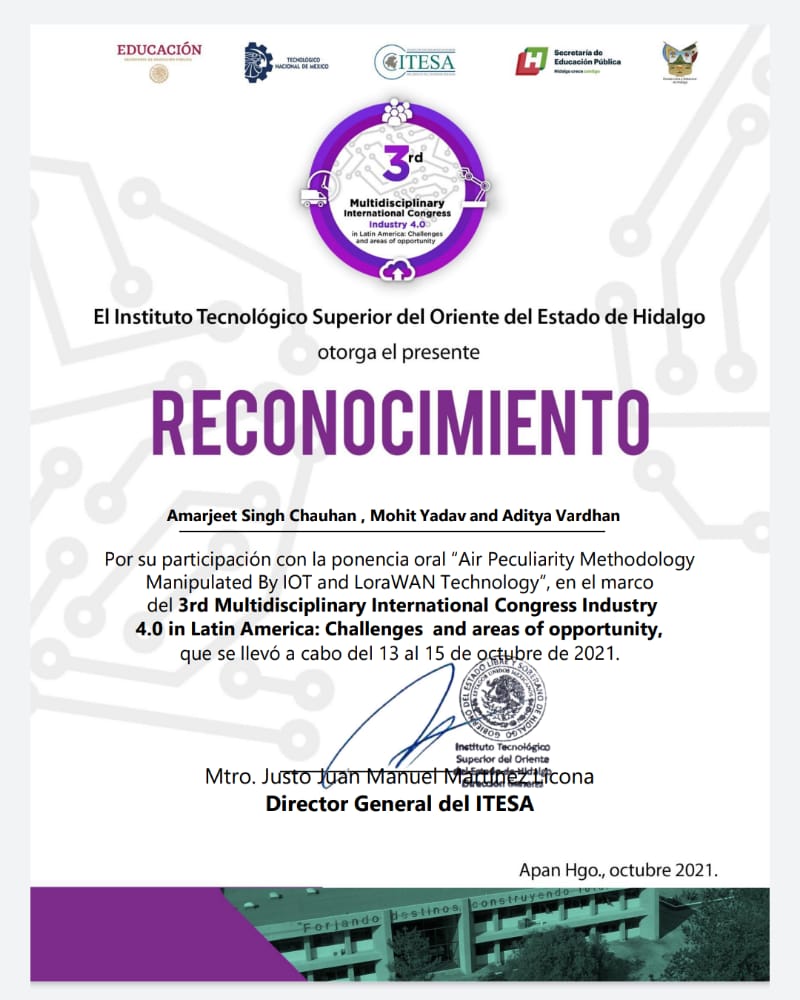 EDUCACIÓN
SECRETARÍA DE EDUCACIÓN PÚBLICA
TECNOLÓGICO
NACIONAL DE MÉXICO
ITESA
Secretaría de
Educación Pública
Hidalgo crece contigo
3rd
Multidisciplinary
International Congress
Industry 4.0
in Latin America: Challenges
and areas of opportunity
El Instituto Tecnológico Superior del Oriente del Estado de Hidalgo
otorga el presente
RECONOCIMIENTO
Amarjeet Singh Chauhan , Mohit Yadav and Aditya Vardhan
Por su participación con la ponencia oral “Air Peculiarity Methodology
Manipulated By IOT and LoraWAN Technology”, en el marco
del 3rd Multidisciplinary International Congress Industry
4.0 in Latin America: Challenges and areas of opportunity,
que se llevó a cabo del 13 al 15 de octubre de 2021.
GOBIERNO DEL ESTADO LIBRE Y SOBERANO DE HIDALGO
ESTADOS UNIDOS MEXICANOS
Instituto Tecnológico
Superior del Oriente
del Estado de Hidalgo
Dirección General
Mtro. Justo Juan Manuel Martínez Licona
Director General del ITESA
Apan Hgo., octubre 2021.
"Forjando destinos, construyendo